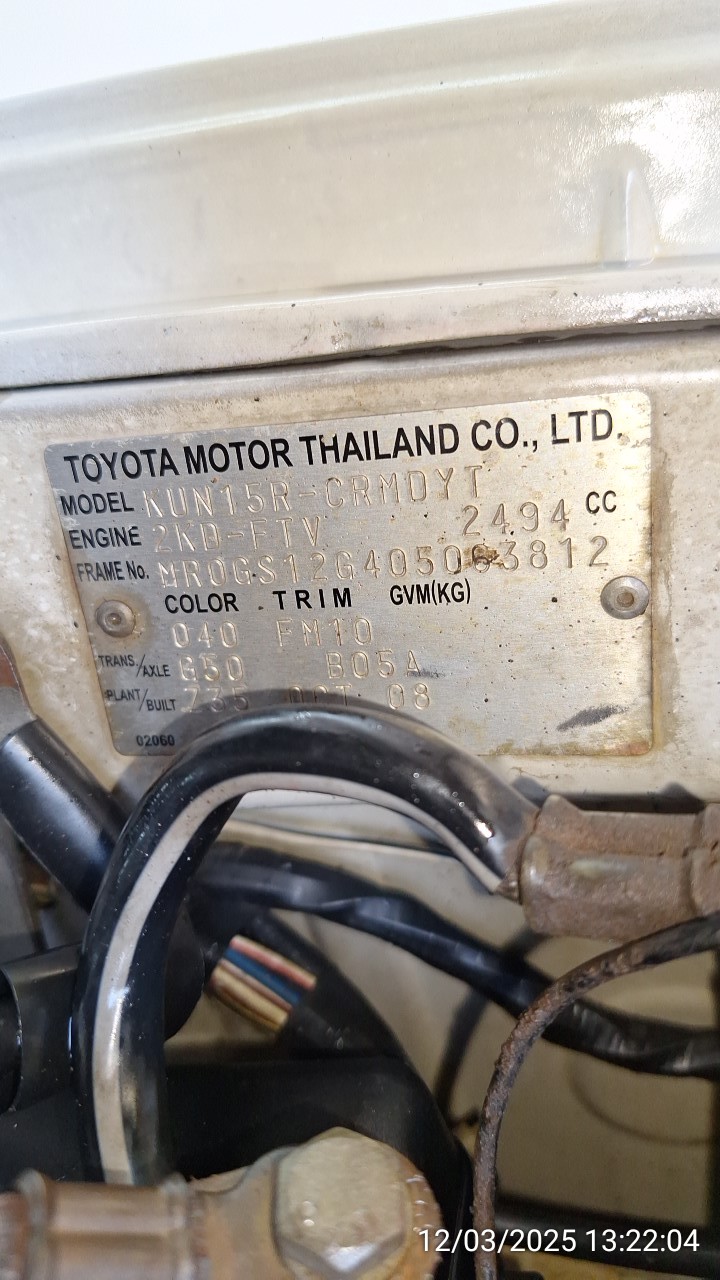 TOYOTA MOTOR THAILAND CO., LTD.
MODEL KUN15R-CRMDYT
ENGINE 2KD-FTV 2494 CC
FRAME No. MR0GS12G405063812
COLOR TRIM GVM(KG)
040 FM10
TRANS./AXLE G50 B05A
PLANT/BUILT Z35 OCT 08
02060
12/03/2025 13:22:04